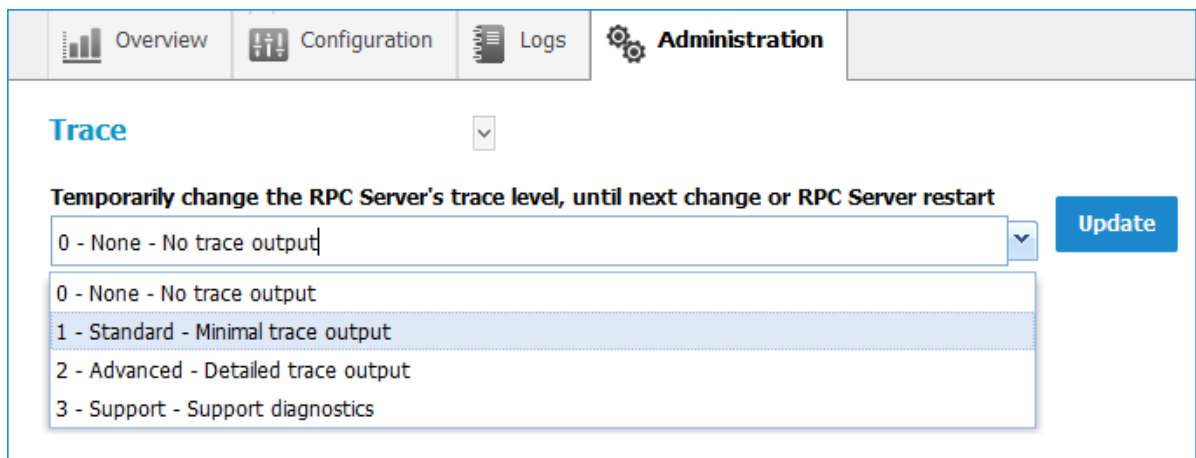 Overview Configuration Logs Administration
Trace
Temporarily change the RPC Server's trace level, until next change or RPC Server restart
0 - None - No trace output
Update
0 - None - No trace output
1 - Standard - Minimal trace output
2 - Advanced - Detailed trace output
3 - Support - Support diagnostics